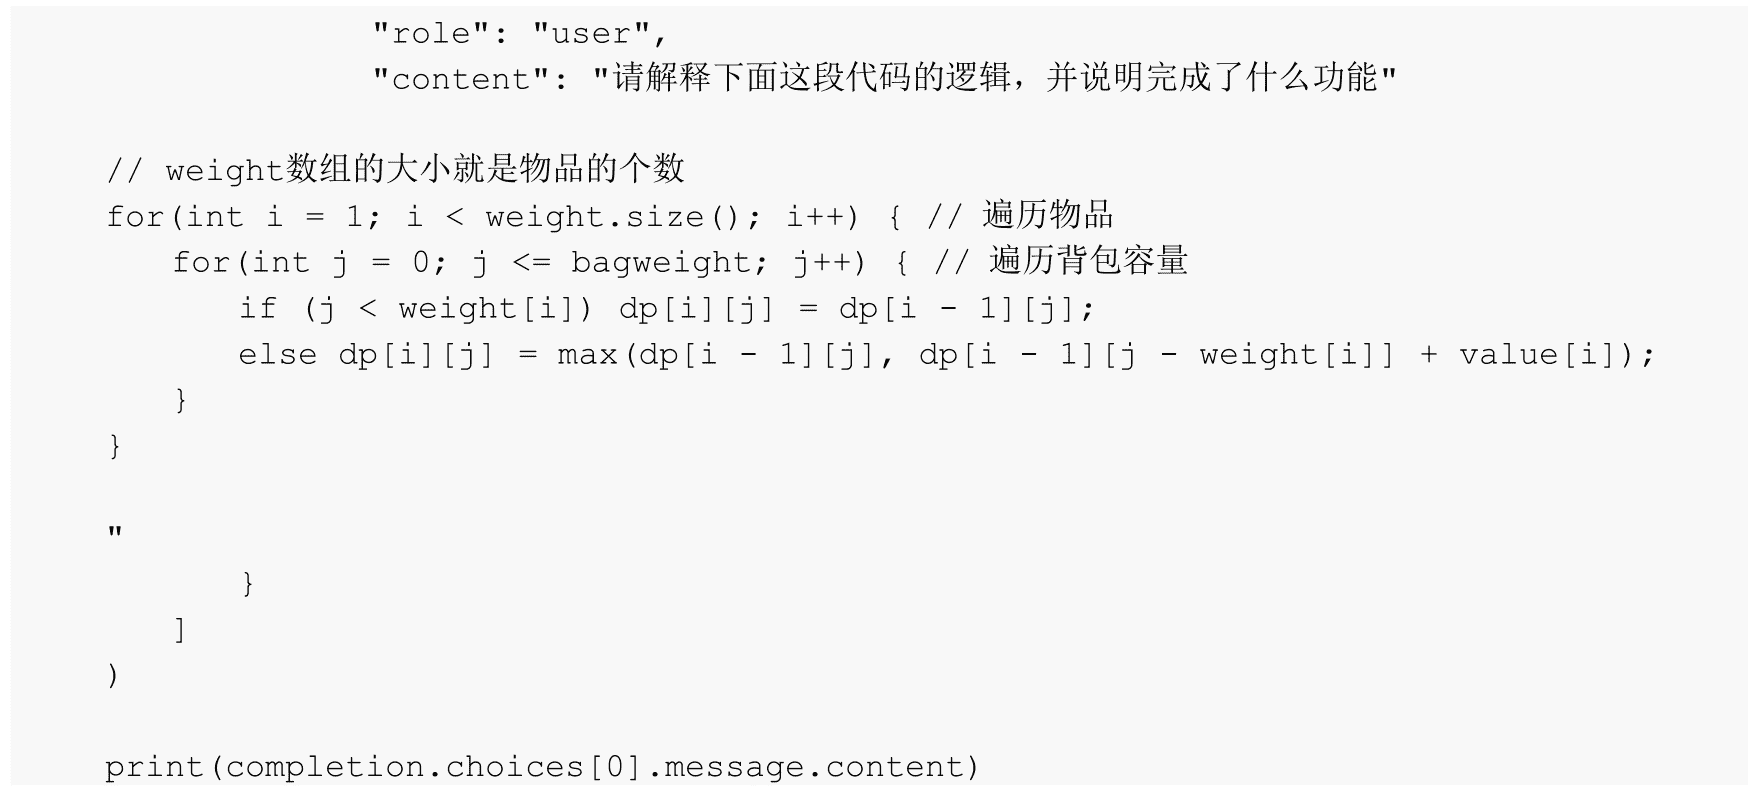 "role": "user",
"content": "请解释下面这段代码的逻辑，并说明完成了什么功能"
// weight数组的大小就是物品的个数
for(int i = 1; i < weight.size(); i++) { // 遍历物品
for(int j = 0; j <= bagweight; j++) { // 遍历背包容量
if (j < weight[i]) dp[i][j] = dp[i - 1][j];
else dp[i][j] = max(dp[i - 1][j], dp[i - 1][j - weight[i]] + value[i]);
}
}
"
}
]
)
print(completion.choices[0].message.content)